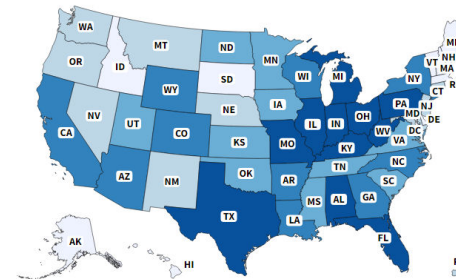 WA
MT
ND
MN
OR
ID
SD
WI
MI
NY
VT
NH
MA
CT
WY
IA
NE
PA
NJ
MD
DE
DC
NV
UT
CO
KS
MO
IL
IN
OH
WV
VA
KY
CA
AZ
NM
OK
AR
TN
NC
SC
TX
LA
MS
AL
GA
FL
AK
HI